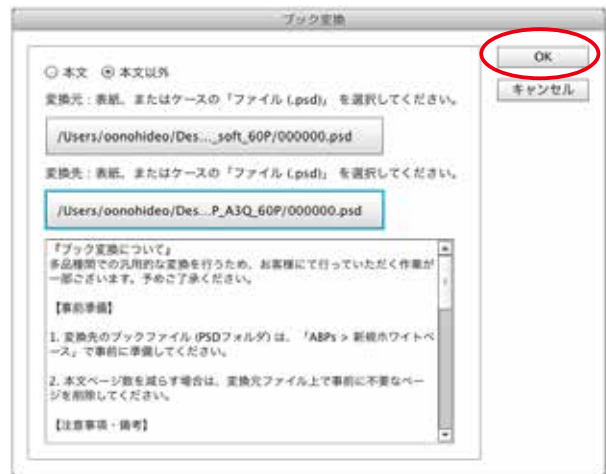 ブック変換
○ 本文 ◉ 本文以外
変換元:表紙、またはケースの「ファイル (.psd)」を選択してください。
/Users/oonohideo/Des..._soft_60P/000000.psd
変換先:表紙、またはケースの「ファイル (.psd)」を選択してください。
/Users/oonohideo/Des...P_A3Q_60P/000000.psd
『ブック変換について』
多品種間での汎用的な変換を行うため、お客様にて行っていただく作業が
一部ございます。予めご了承ください。
【事前準備】
1. 変換先のブックファイル (PSDフォルダ) は、「ABPs > 新規ホワイトベ
ース」で事前に準備してください。
2. 本文ページ数を減らす場合は、変換元ファイル上で事前に不要なペー
ジを削除してください。
【注意事項・備考】
OK
キャンセル